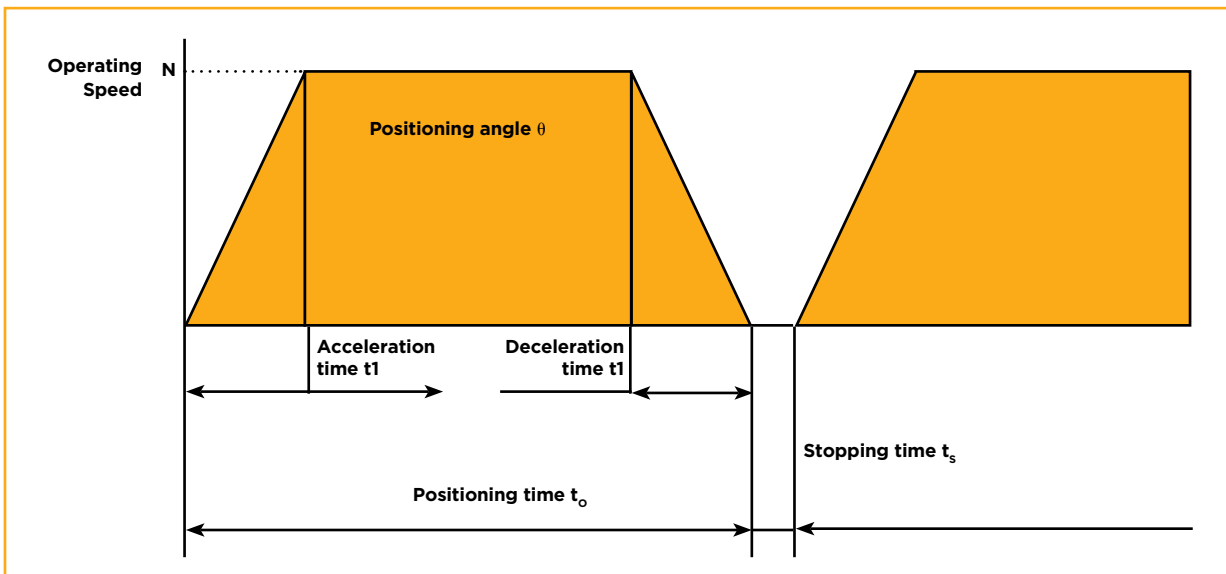 Operating
Speed
N
Positioning angle θ
Acceleration
time t1
Deceleration
time t1
Stopping time ts
Positioning time to